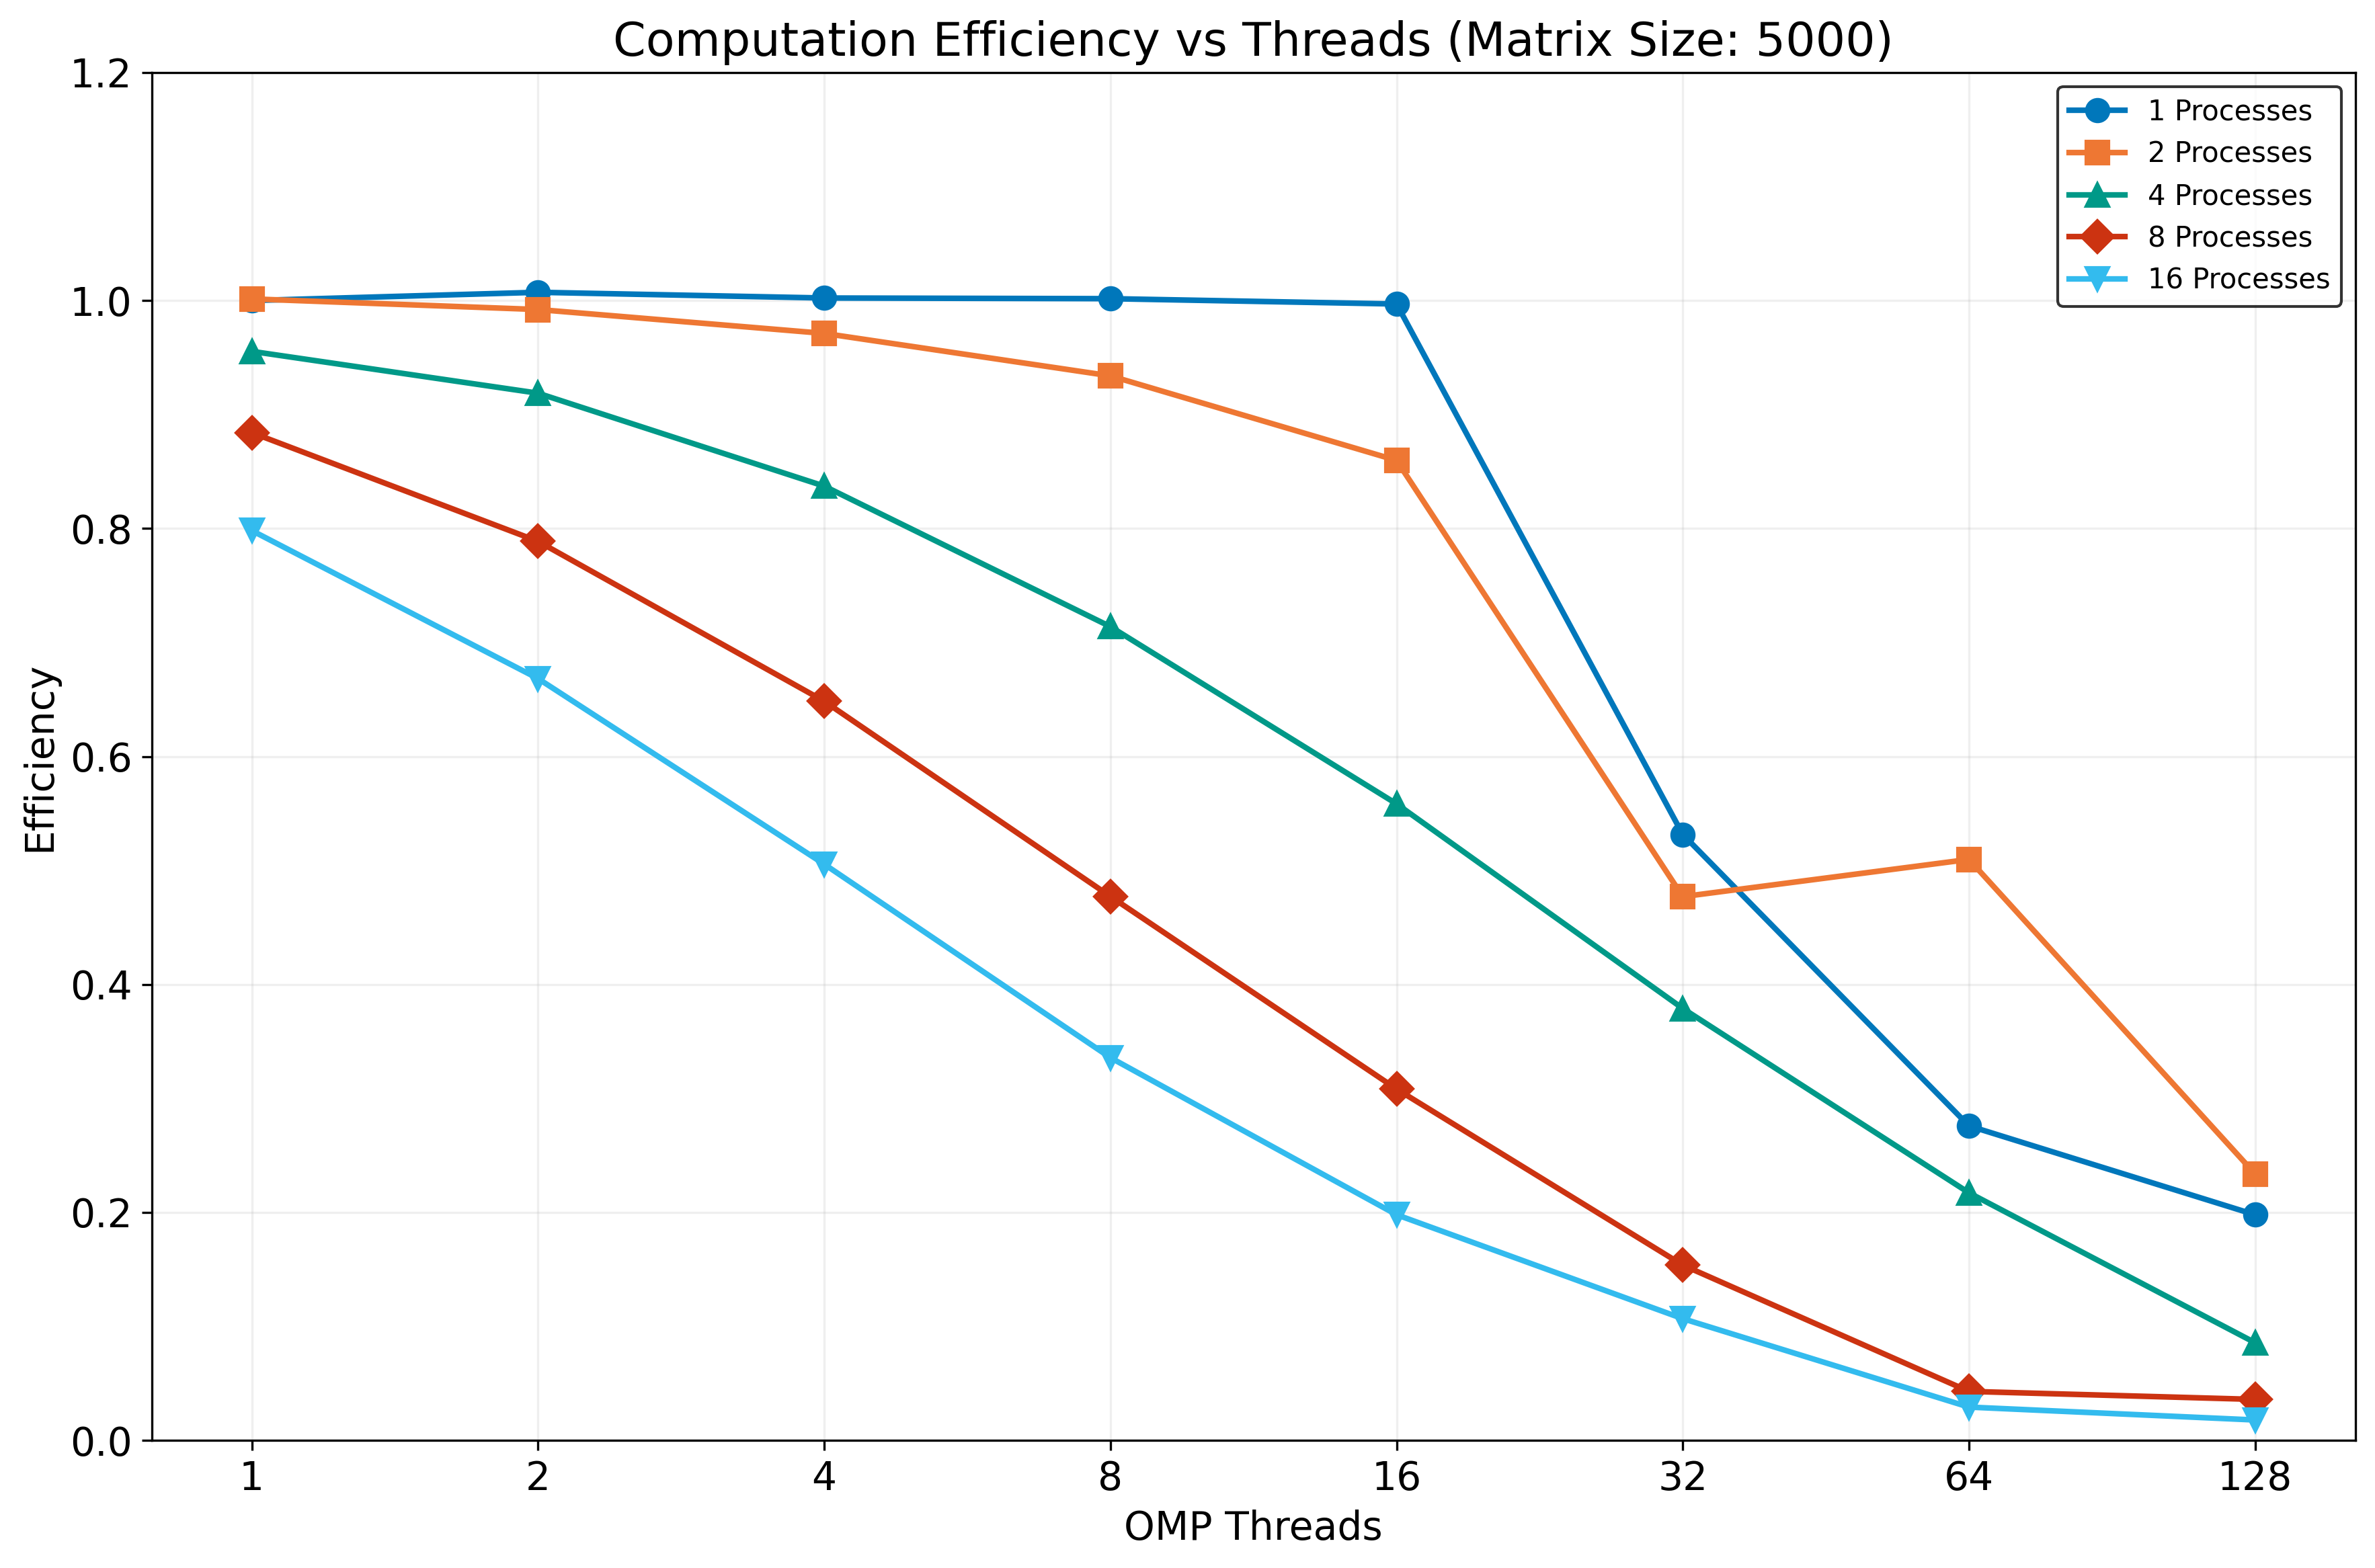 Computation Efficiency vs Threads (Matrix Size: 5000)
1.2
1.0
0.8
0.6
0.4
0.2
0.0
Efficiency
1 Processes
2 Processes
4 Processes
8 Processes
16 Processes
1 2 4 8 16 32 64 128
OMP Threads